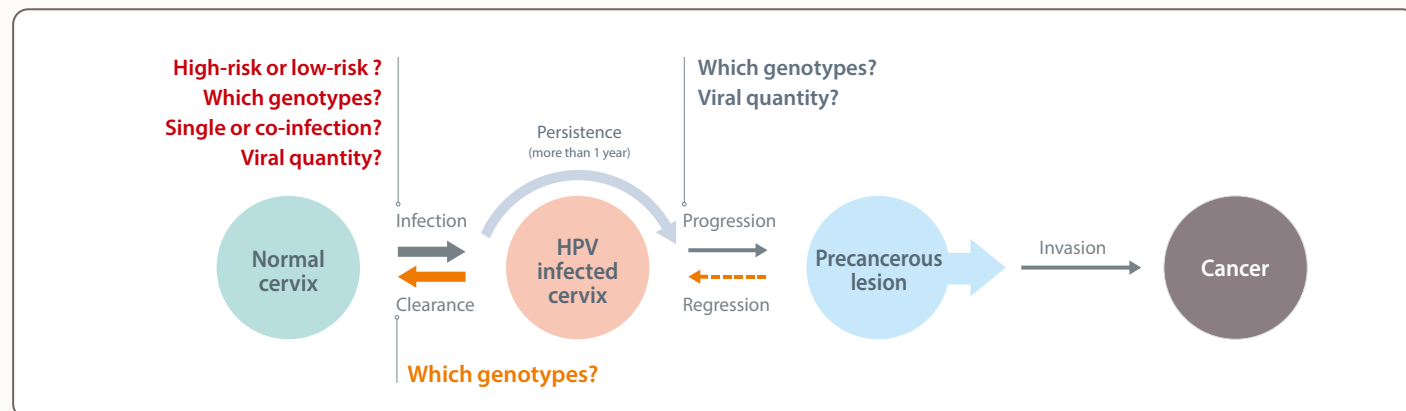 High-risk or low-risk ?
Which genotypes?
Single or co-infection?
Viral quantity?
Which genotypes?
Viral quantity?
Persistence
(more than 1 year)
Infection
Progression
Normal
cervix
HPV
infected
cervix
Precancerous
lesion
Invasion
Cancer
Clearance
Regression
Which genotypes?